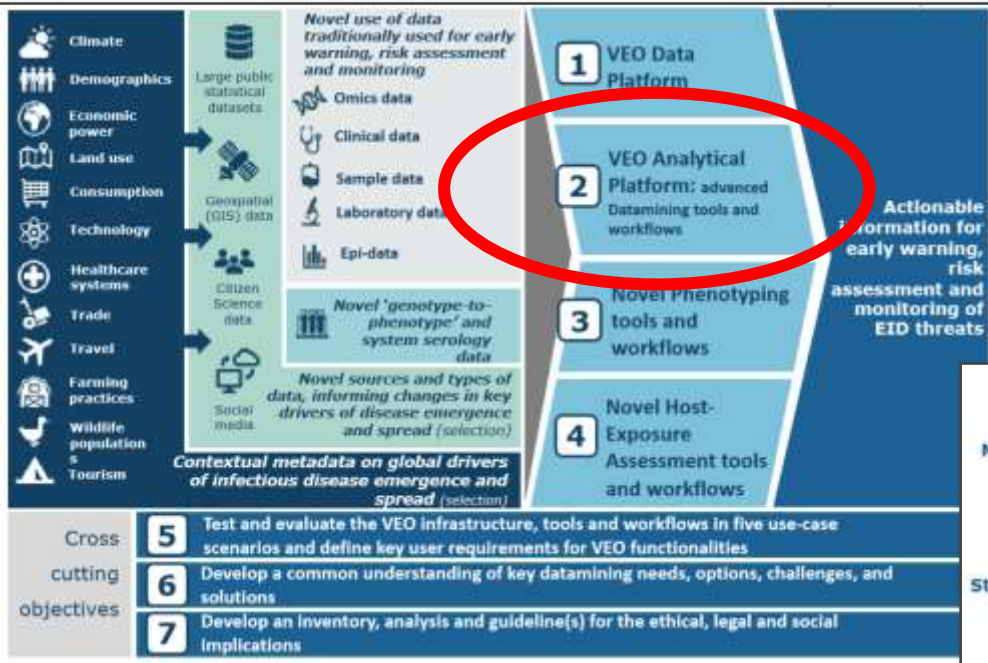 Climate
Demographics
Economic
power
Land use
Consumption
Technology
Healthcare
systems
Trade
Travel
Farming
practices
Wildlife
population
s
Tourism
Large public
statistical
datasets
Geospatial
(GIS) data
Citizen
Science
data
Social
media
Novel use of data
traditionally used for early
warning, risk assessment
and monitoring
Omics data
Clinical data
Sample data
Laboratory data
Epi-data
Novel 'genotype-to-
phenotype' and
system serology
data
Novel sources and types of
data, informing changes in key
drivers of disease emergence
and spread (selection)
Contextual metadata on global drivers
of infectious disease emergence and
spread (selection)
1
VEO Data
Platform
2
VEO Analytical
Platform: advanced
Datamining tools and
workflows
3
Novel Phenotyping
tools and
workflows
4
Novel Host-
Exposure
Assessment tools
and workflows
Actionable
information for
early warning,
risk
assessment and
monitoring of
EID threats
Cross
cutting
objectives
5
Test and evaluate the VEO infrastructure, tools and workflows in five use-case
scenarios and define key user requirements for VEO functionalities
6
Develop a common understanding of key datamining needs, options, challenges, and
solutions
7
Develop an inventory, analysis and guideline(s) for the ethical, legal and social
implications